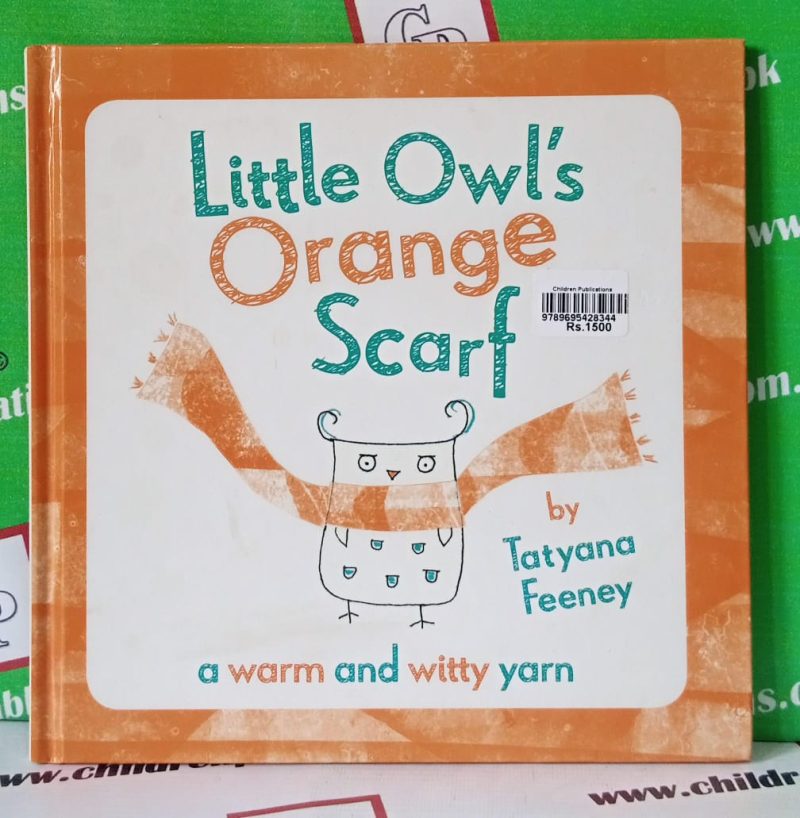 Little Owl's
Orange
Scarf
Children Publications
9789695428344
Rs.1500
by
Tatyana
Feeney
a warm and witty yarn